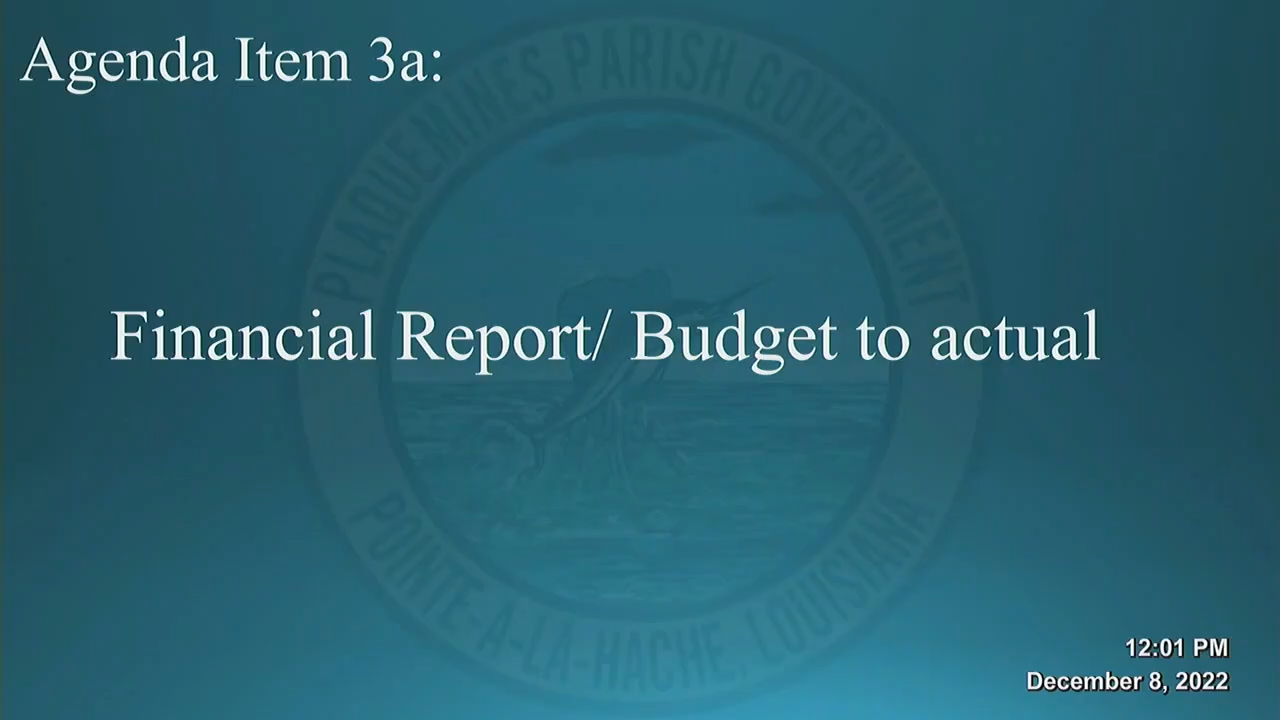 Agenda Item 3a:
PLAQUEMINES PARISH GOVERNMENT
Financial Report/ Budget to actual
POINTE-A-LA-HACHE, LOUISIANA
12:01 PM
December 8, 2022